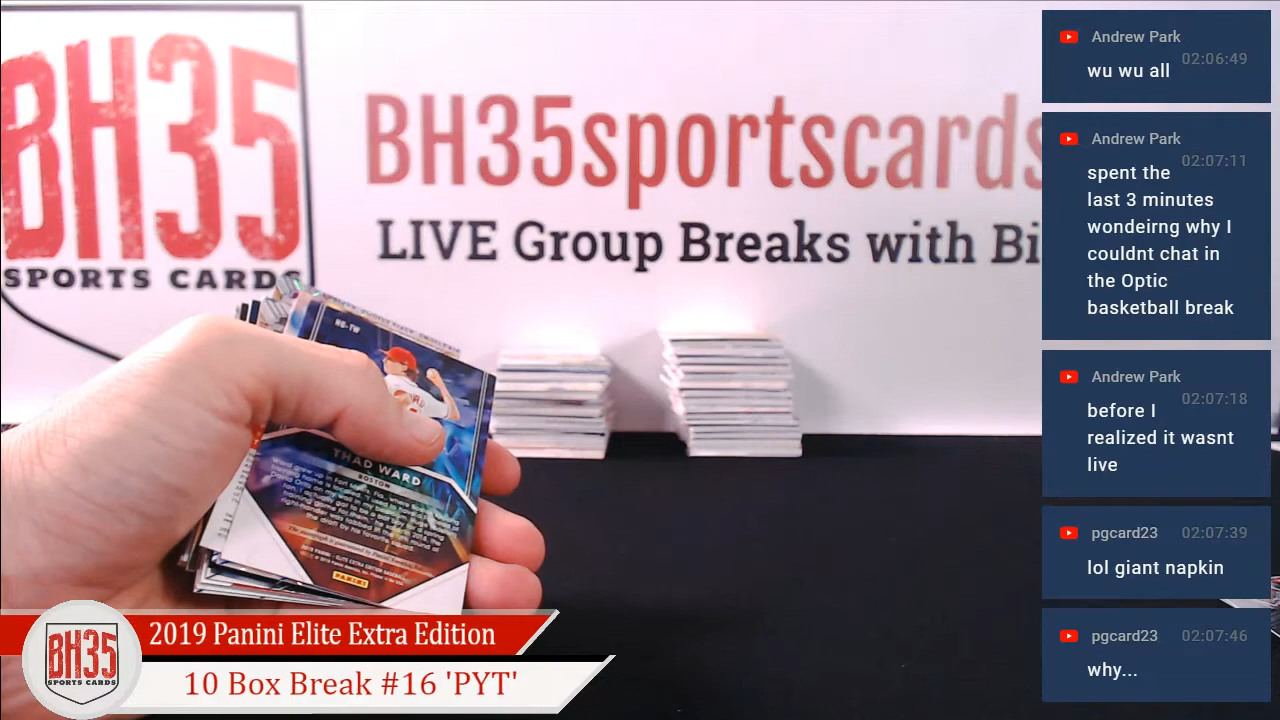 BH35
SPORTS CARDS
BH35sportscards
LIVE Group Breaks with Bi
NG-TW
THAD WARD
BOSTON
PANINI
BH35
SPORTS CARDS
2019 Panini Elite Extra Edition
10 Box Break #16 'PYT'
Andrew Park
02:06:49
wu wu all
Andrew Park
02:07:11
spent the
last 3 minutes
wondeirng why I
couldnt chat in
the Optic
basketball break
Andrew Park
02:07:18
before I
realized it wasnt
live
pgcard23
02:07:39
lol giant napkin
pgcard23
02:07:46
why...